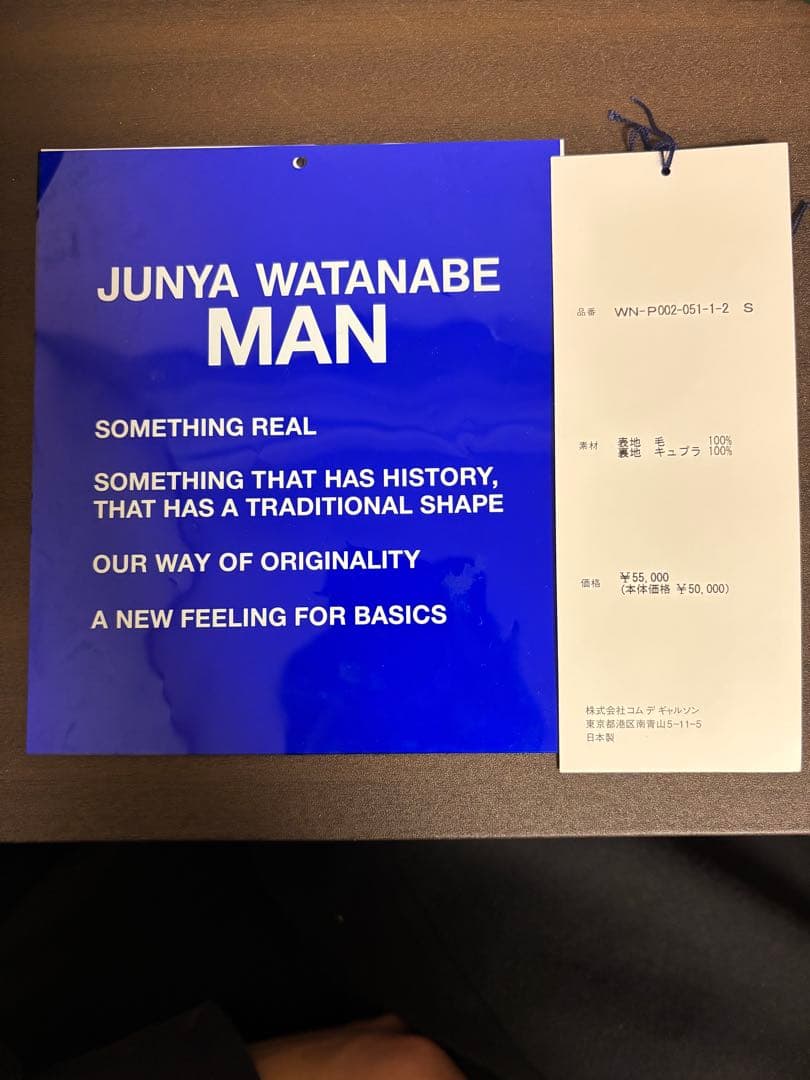 JUNYA WATANABE
MAN
SOMETHING REAL
SOMETHING THAT HAS HISTORY,
THAT HAS A TRADITIONAL SHAPE
OUR WAY OF ORIGINALITY
A NEW FEELING FOR BASICS
品番 WN-P002-051-1-2 S
素材 表地 毛 100%
裏地 キュプラ 100%
価格 ¥55,000
(本体価格 ¥50,000)
株式会社コム デ ギャルソン
東京都港区南青山5-11-5
日本製